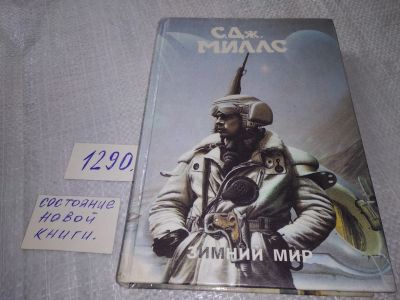 С. Дж.
МИЛЛС
ЗИМНИЙ МИР
1290.
состояние
новой
книги.